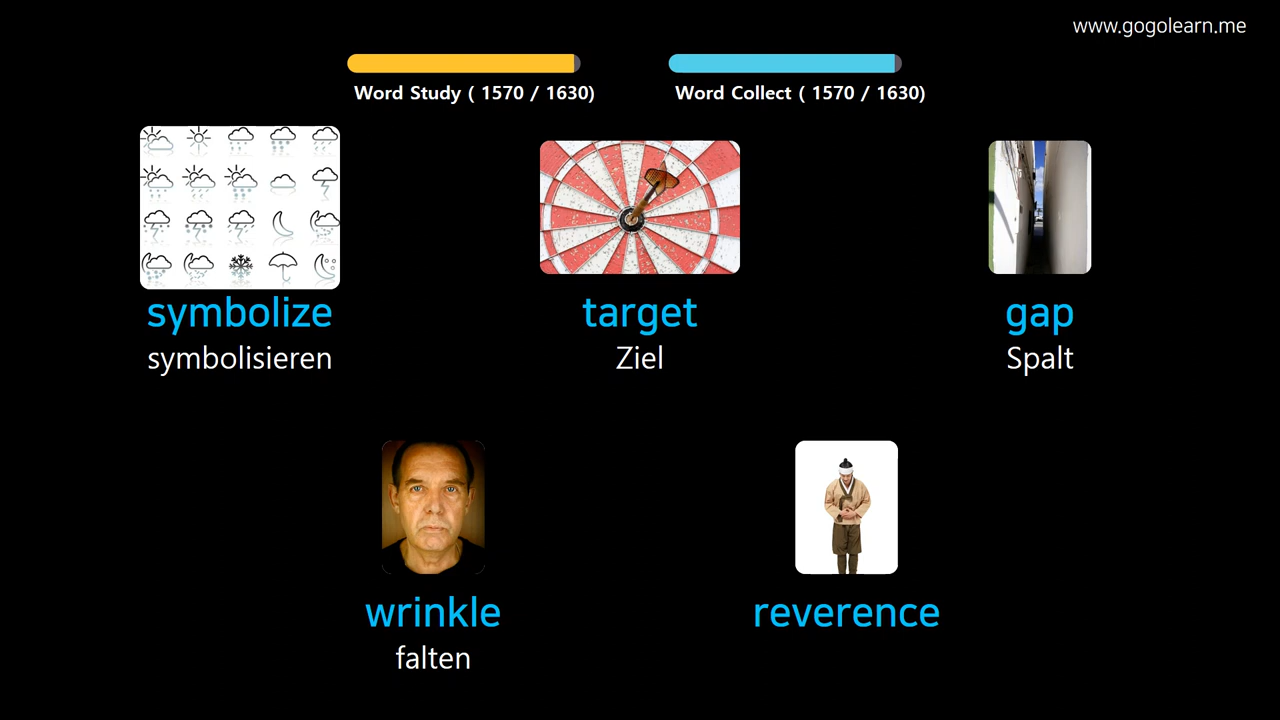 www.gogolearn.me
Word Study ( 1570 / 1630)
Word Collect ( 1570 / 1630)
symbolize
symbolisieren
target
Ziel
gap
Spalt
wrinkle
falten
reverence